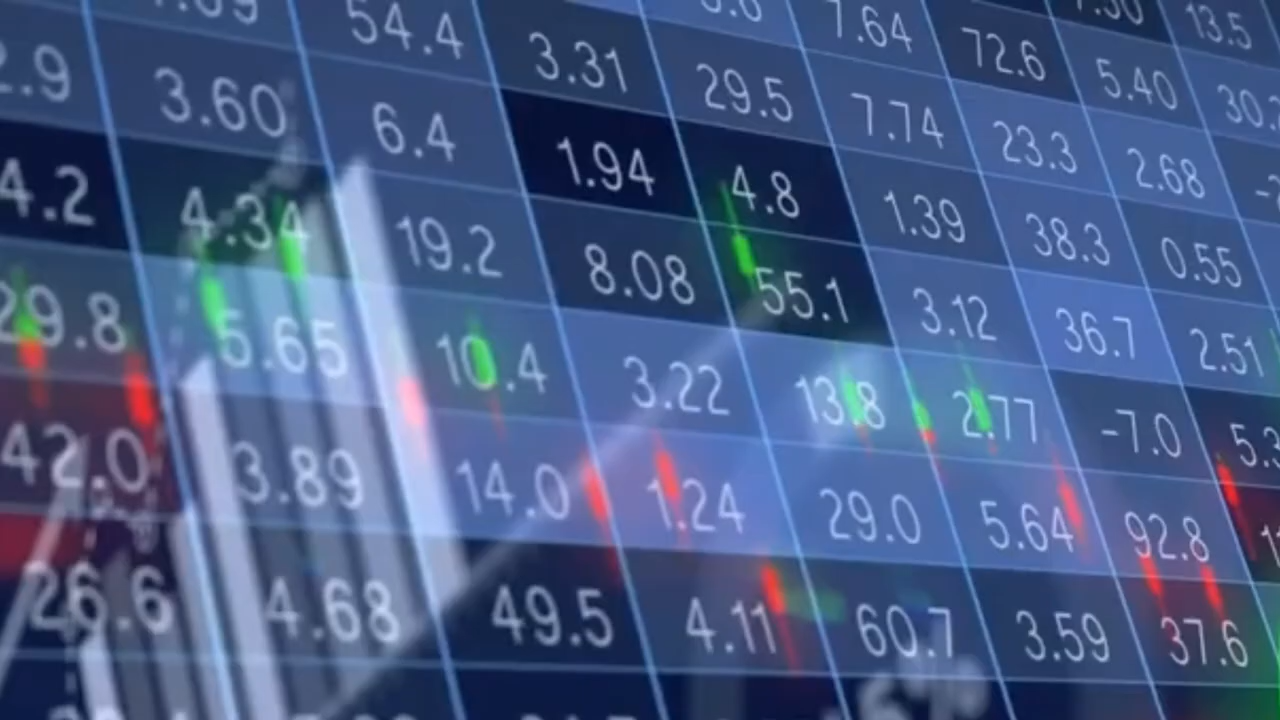 13.5
7.64 72.6 5.40
54.4 3.31 29.5 7.74 23.3 2.68
3.60 6.4 1.94 4.8 1.39 38.3 0.55
4.2 4.34 19.2 8.08 55.1 3.12 36.7 2.51
29.8 5.65 10.4 3.22 13.8 2.77 -7.0
42.0 3.89 14.0 1.24 29.0 5.64 92.8
26.6 4.68 49.5 4.11 60.7 3.59 37.6